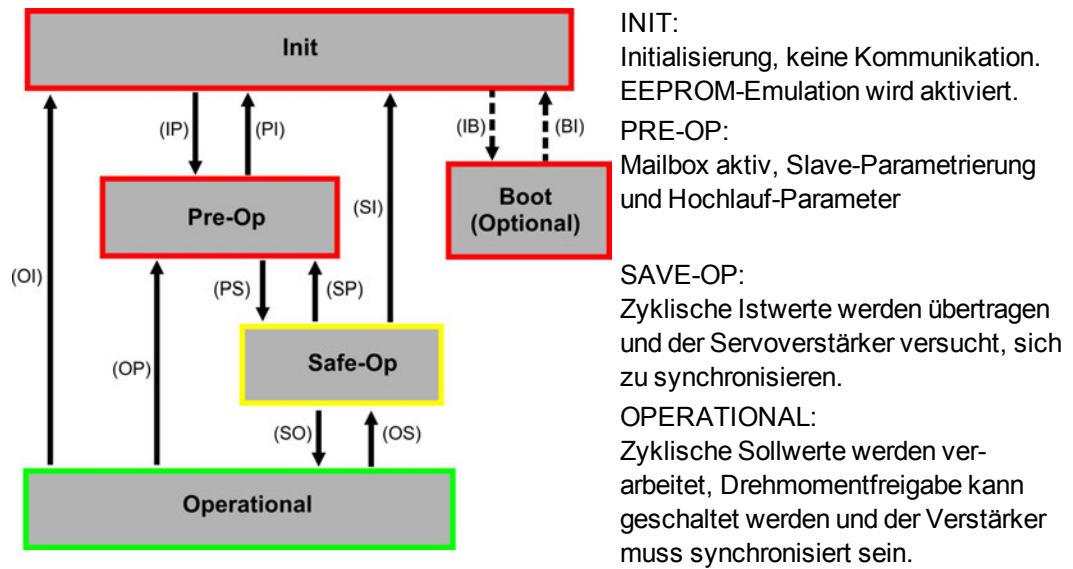 Init
(IP)
(PI)
(IB)
(BI)
Pre-Op
(SI)
Boot
(Optional)
(OI)
(PS)
(SP)
(OP)
Safe-Op
(SO)
(OS)
Operational
INIT:
Initialisierung, keine Kommunikation.
EEPROM-Emulation wird aktiviert.
PRE-OP:
Mailbox aktiv, Slave-Parametrierung
und Hochlauf-Parameter
SAVE-OP:
Zyklische Istwerte werden übertragen
und der Servoverstärker versucht, sich
zu synchronisieren.
OPERATIONAL:
Zyklische Sollwerte werden ver-
arbeitet, Drehmomentfreigabe kann
geschaltet werden und der Verstärker
muss synchronisiert sein.